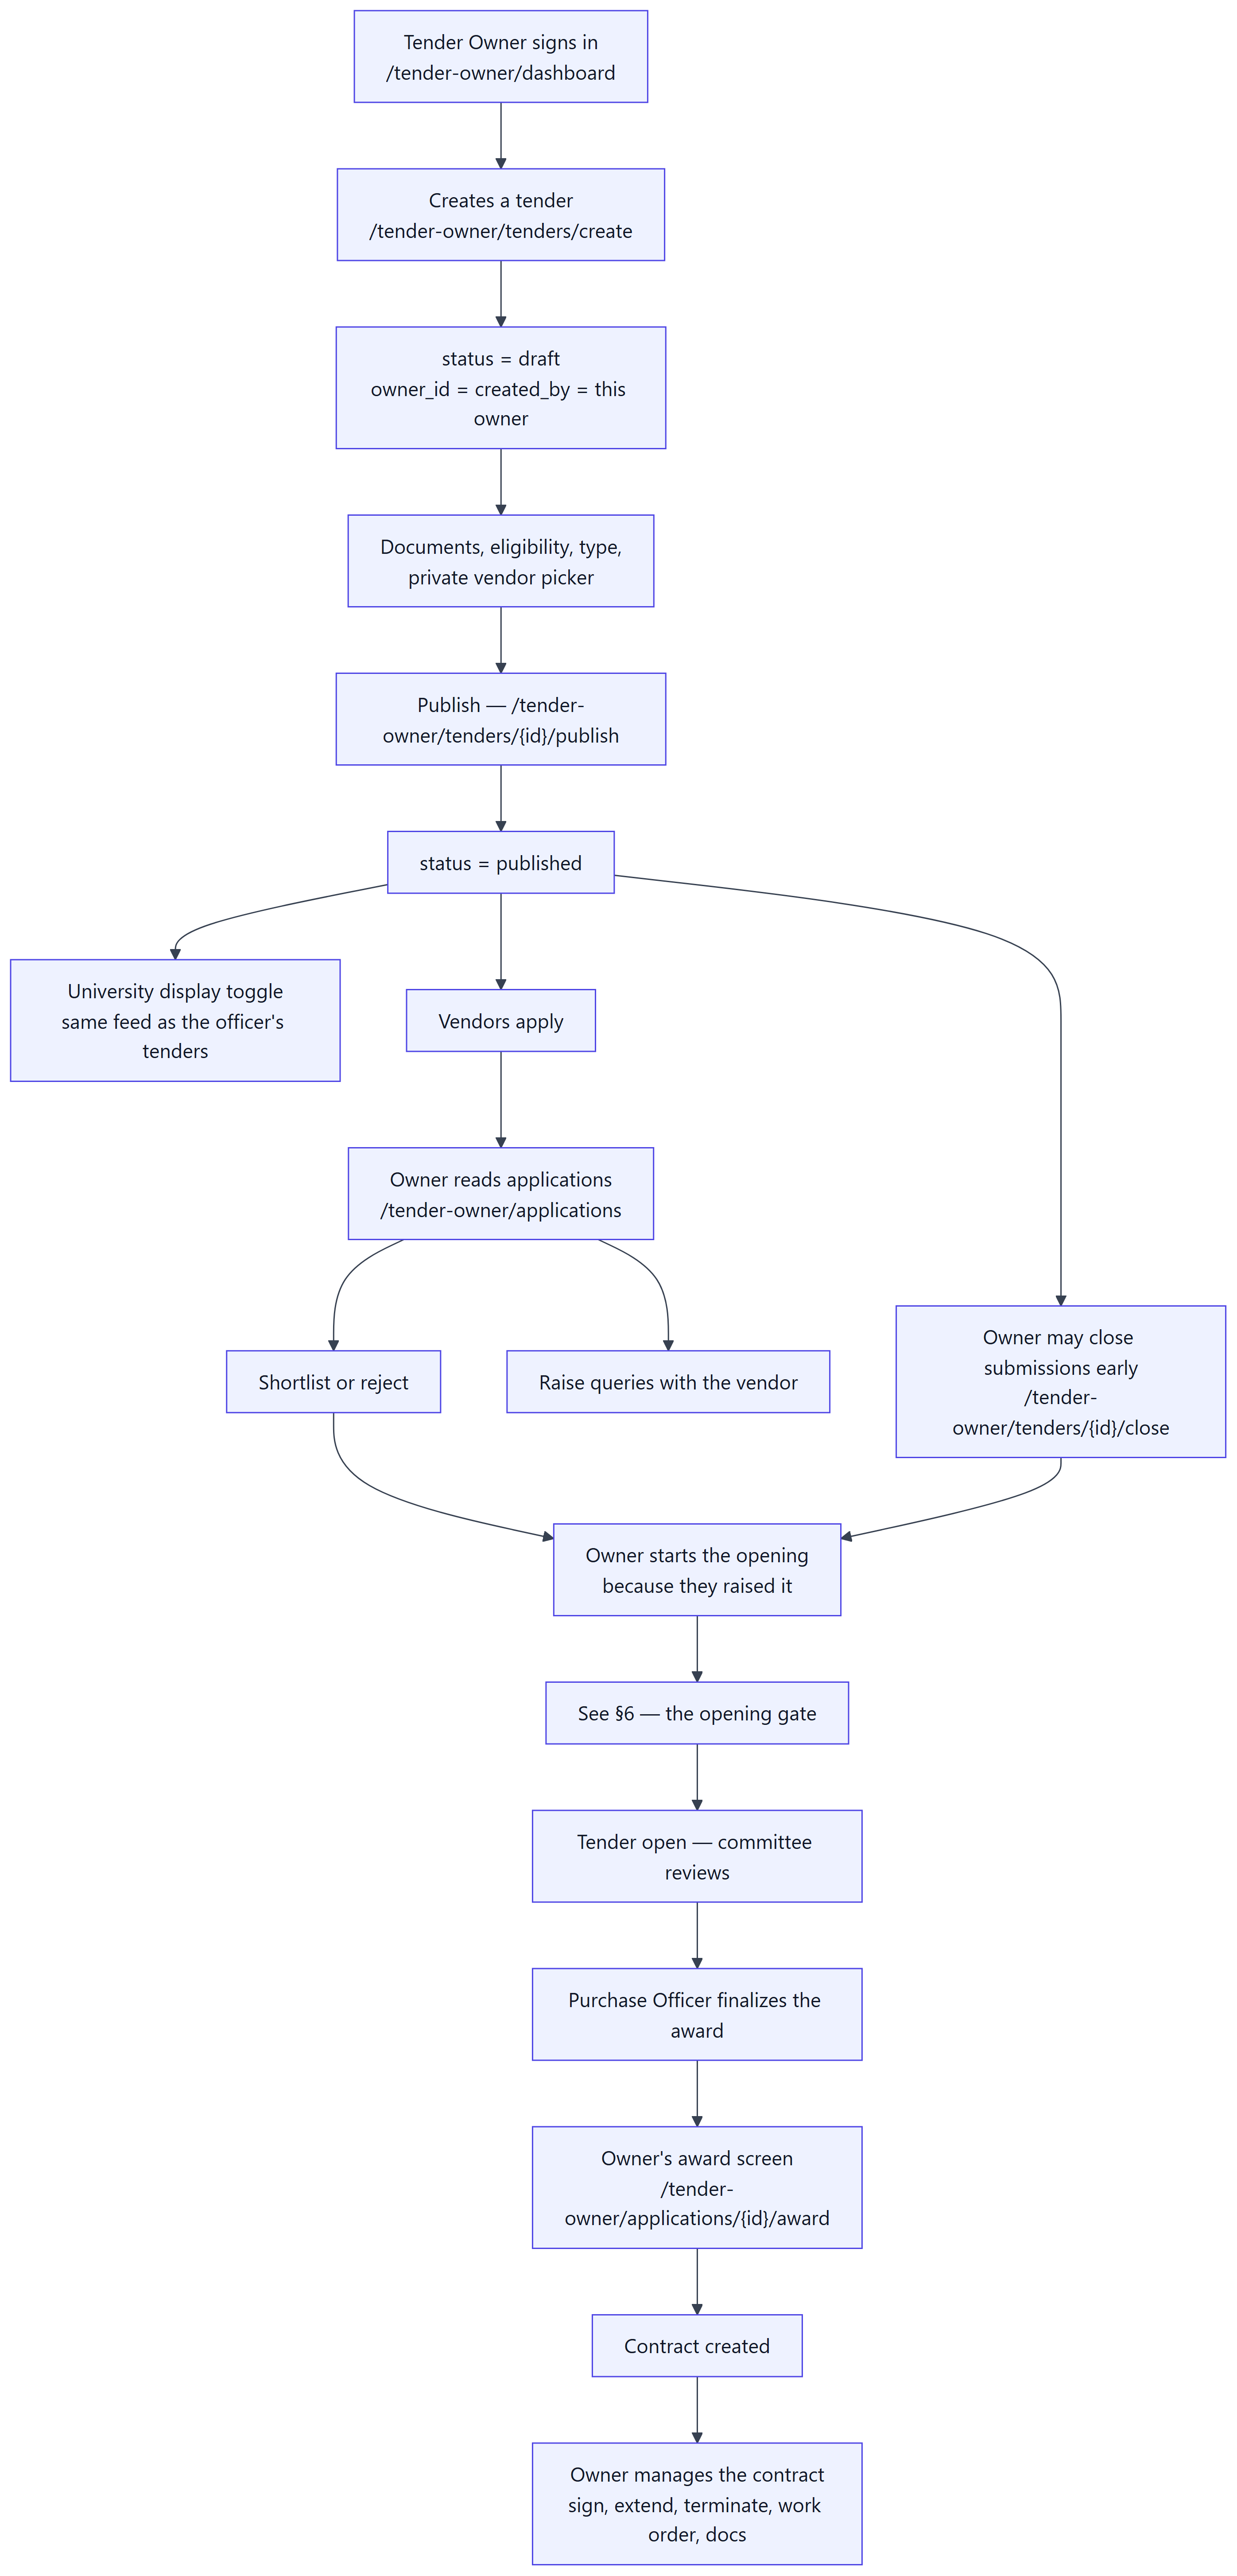 Tender Owner signs in
/tender-owner/dashboard
Creates a tender
/tender-owner/tenders/create
status = draft
owner_id = created_by = this
owner
Documents, eligibility, type,
private vendor picker
Publish — /tender-
owner/tenders/{id}/publish
status = published
University display toggle
same feed as the officer's
tenders
Vendors apply
Owner reads applications
/tender-owner/applications
Shortlist or reject
Raise queries with the vendor
Owner may close
submissions early
/tender-
owner/tenders/{id}/close
Owner starts the opening
because they raised it
See §6 — the opening gate
Tender open — committee
reviews
Purchase Officer finalizes the
award
Owner's award screen
/tender-
owner/applications/{id}/award
Contract created
Owner manages the contract
sign, extend, terminate, work
order, docs